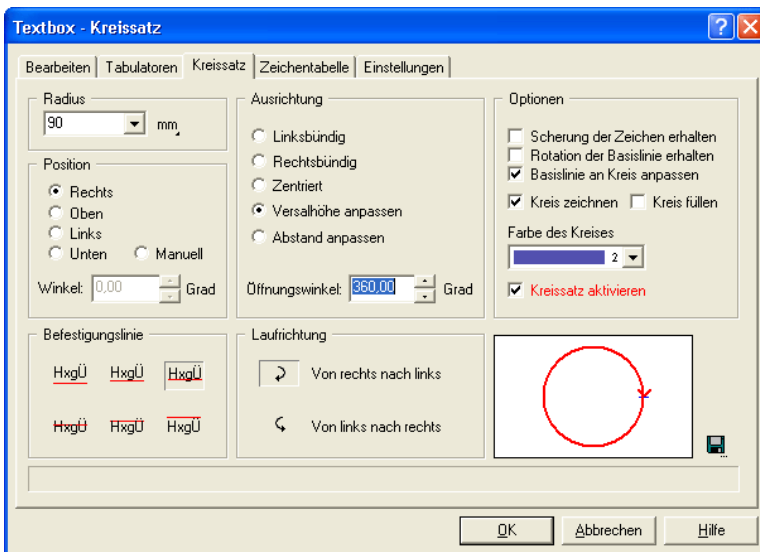 Textbox - Kreissatz
Bearbeiten Tabulatoren Kreissatz Zeichentabelle Einstellungen
Radius
90 mm
Position
Rechts
Oben
Links
Unten Manuell
Winkel: 0,00 Grad
Ausrichtung
Linksbündig
Rechtsbündig
Zentriert
Versalhöhe anpassen
Abstand anpassen
Öffnungswinkel: 360,00 Grad
Optionen
Scherung der Zeichen erhalten
Rotation der Basislinie erhalten
Basislinie an Kreis anpassen
Kreis zeichnen Kreis füllen
Farbe des Kreises
2
Kreissatz aktivieren
Befestigungslinie
HxgÜ HxgÜ HxgÜ
HxgÜ HxgÜ HxgÜ
Laufrichtung
Von rechts nach links
Von links nach rechts
OK Abbrechen Hilfe